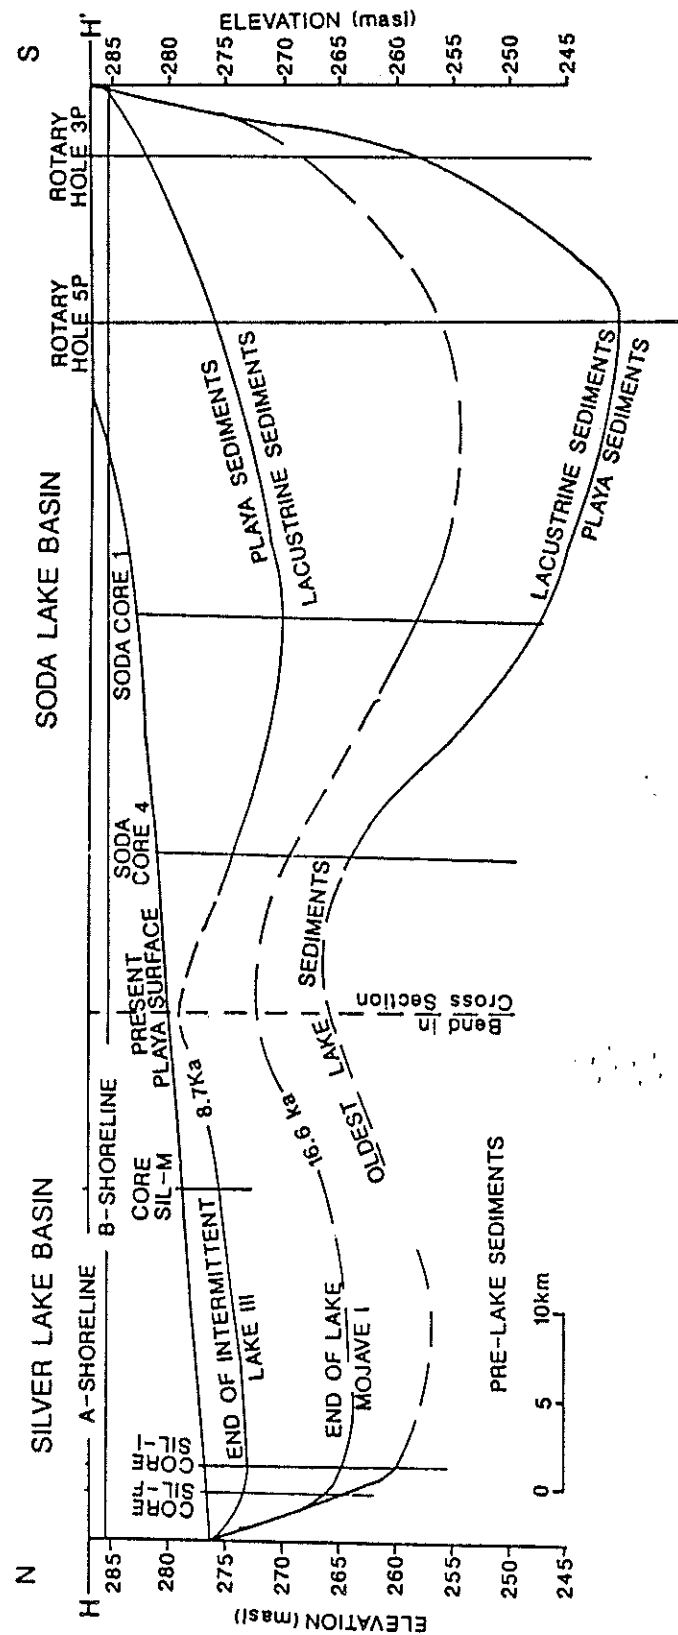 SILVER LAKE BASIN
SODA LAKE BASIN
N
S
H
H'
A-SHORELINE
B-SHORELINE
ELEVATION (masl)
285
280
275
270
265
260
255
250
245
ELEVATION (masl)
285
280
275
270
265
260
255
250
245
CORE
SIL-F
CORE
SIL-I
CORE
SIL-M
PRESENT
PLAYA SURFACE
SODA
CORE 4
SODA CORE 1
ROTARY
HOLE 5P
ROTARY
HOLE 3P
END OF INTERMITTENT
LAKE III
8.7Ka
PLAYA SEDIMENTS
LACUSTRINE SEDIMENTS
END OF LAKE
MOJAVE I
16.6 ka
OLDEST LAKE SEDIMENTS
LACUSTRINE SEDIMENTS
PLAYA SEDIMENTS
Bend in
Cross
Section
PRE-LAKE SEDIMENTS
0 5 10km